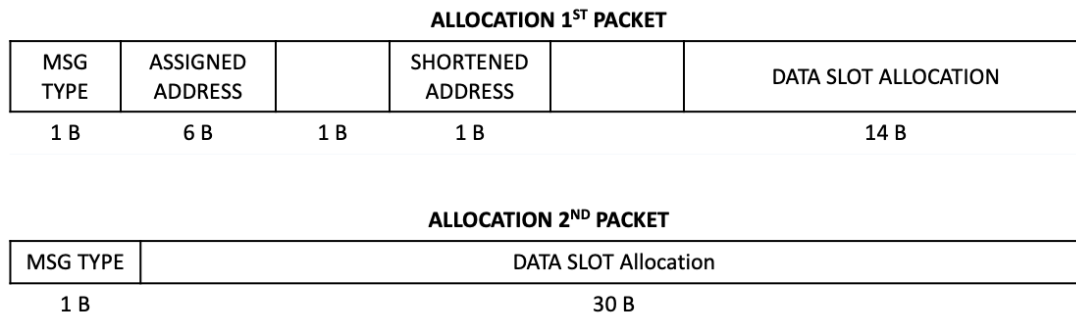 ALLOCATION 1ST PACKET
MSG TYPE
ASSIGNED ADDRESS
SHORTENED ADDRESS
DATA SLOT ALLOCATION
1 B
6 B
1 B
1 B
14 B
ALLOCATION 2ND PACKET
MSG TYPE
DATA SLOT Allocation
1 B
30 B